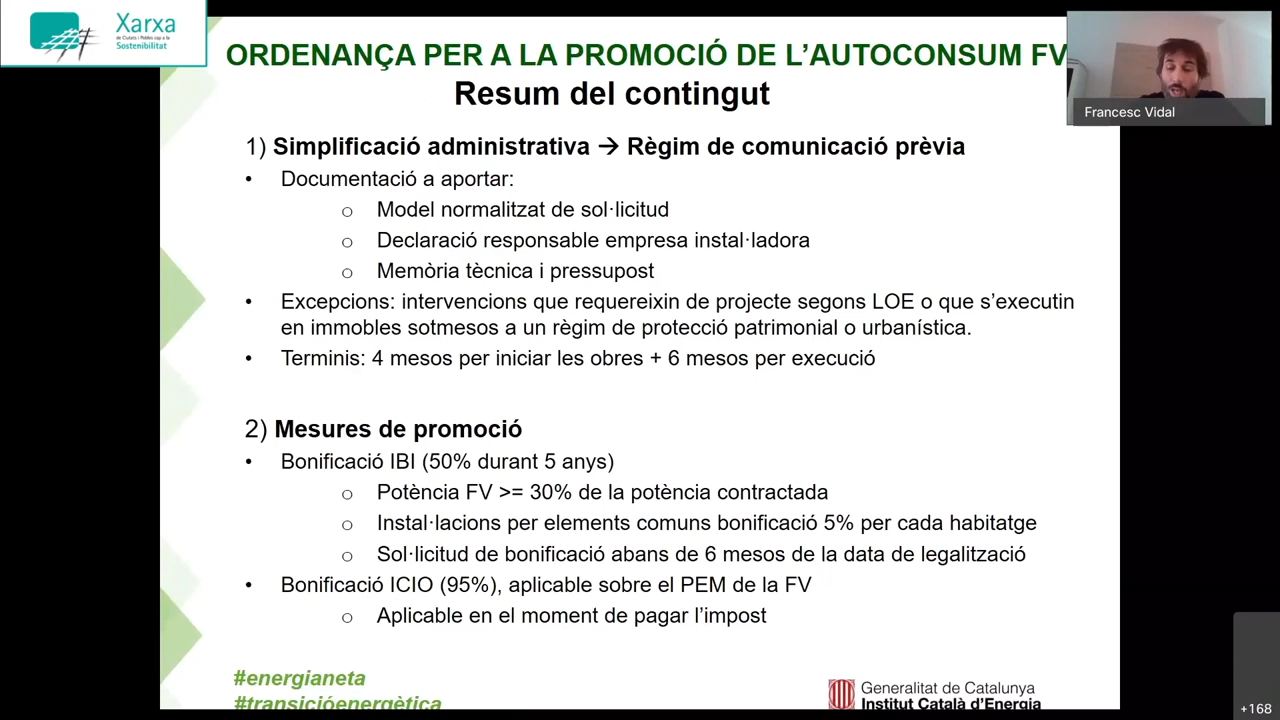 Xarxa
de Ciutats i Pobles cap a la
Sostenibilitat
ORDENANÇA PER A LA PROMOCIÓ DE L'AUTOCONSUM FV
Resum del contingut
Francesc Vidal
1) Simplificació administrativa → Règim de comunicació prèvia
• Documentació a aportar:
o Model normalitzat de sol·licitud
o Declaració responsable empresa instal·ladora
o Memòria tècnica i pressupost
• Excepcions: intervencions que requereixin de projecte segons LOE o que s'executin
en immobles sotmesos a un règim de protecció patrimonial o urbanística.
• Terminis: 4 mesos per iniciar les obres + 6 mesos per execució
2) Mesures de promoció
• Bonificació IBI (50% durant 5 anys)
o Potència FV >= 30% de la potència contractada
o Instal·lacions per elements comuns bonificació 5% per cada habitatge
o Sol·licitud de bonificació abans de 6 mesos de la data de legalització
• Bonificació ICIO (95%), aplicable sobre el PEM de la FV
o Aplicable en el moment de pagar l'impost
#energianeta
#transicióenergètica
Generalitat de Catalunya
Institut Català d'Energia
+168